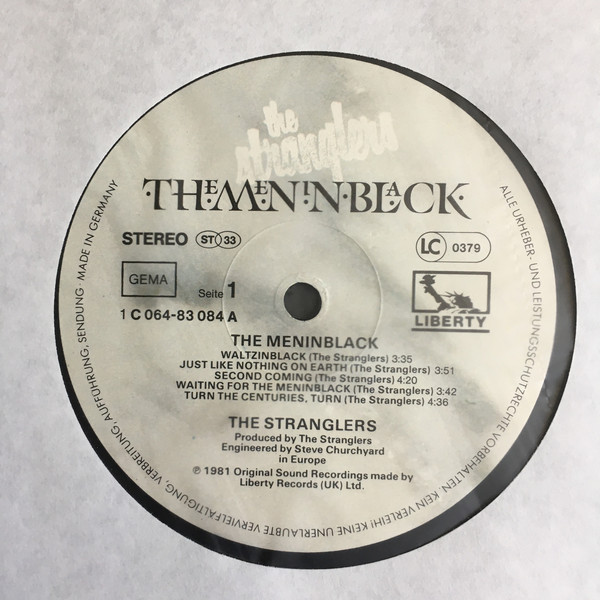 the
stranglers
THEMENINBLACK
STEREO ST 33
LC 0379
GEMA
Seite 1
1 C 064-83 084 A
LIBERTY
THE MENINBLACK
WALTZINBLACK (The Stranglers) 3:35
JUST LIKE NOTHING ON EARTH (The Stranglers) 3:51
SECOND COMING (The Stranglers) 4:20
WAITING FOR THE MENINBLACK (The Stranglers) 3:42
TURN THE CENTURIES, TURN (The Stranglers) 4:36
THE STRANGLERS
Produced by The Stranglers
Engineered by Steve Churchyard
in Europe
℗ 1981 Original Sound Recordings made by
Liberty Records (UK) Ltd.
ALLE URHEBER- UND LEISTUNGSSCHUTZRECHTE VORBEHALTEN. KEIN VERLEIH! KEINE UNERLAUBTE VERVIELFÄLTIGUNG, VERBREITUNG, AUFFÜHRUNG, SENDUNG · MADE IN GERMANY